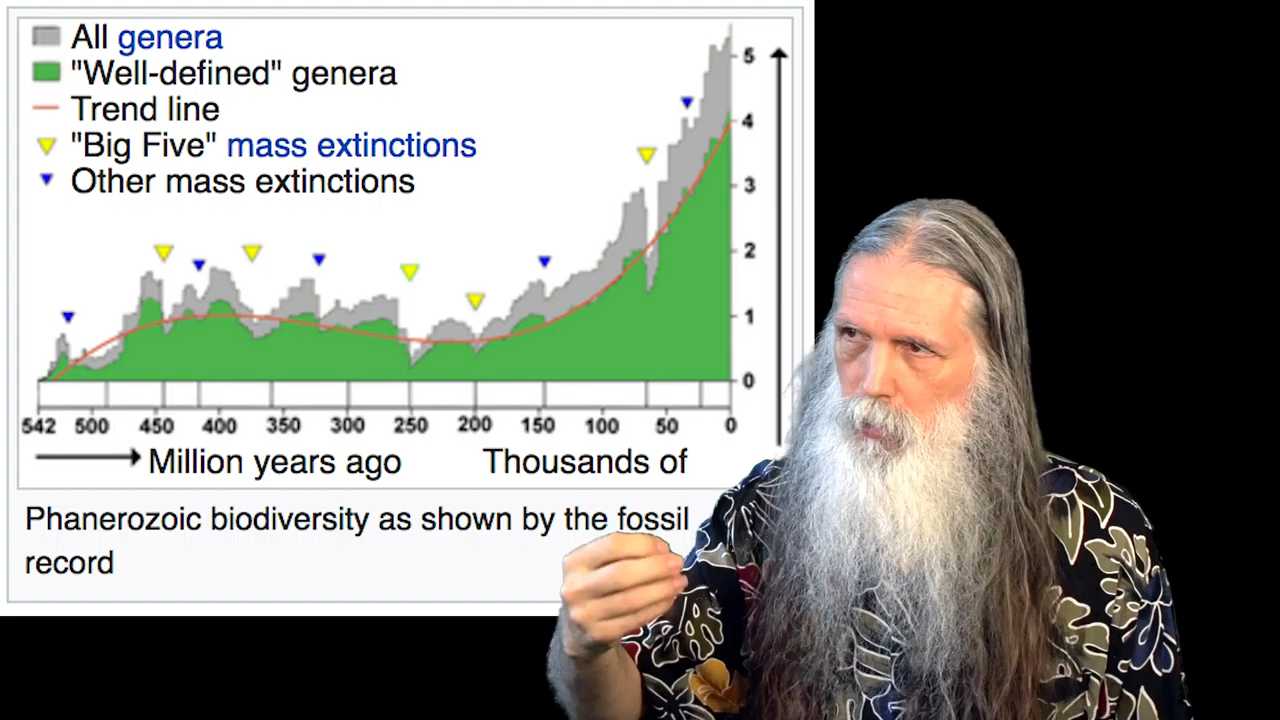 All genera
"Well-defined" genera
Trend line
"Big Five" mass extinctions
Other mass extinctions
5
4
3
2
1
0
542 500 450 400 350 300 250 200 150 100 50 0
Million years ago Thousands of
Phanerozoic biodiversity as shown by the fossil
record